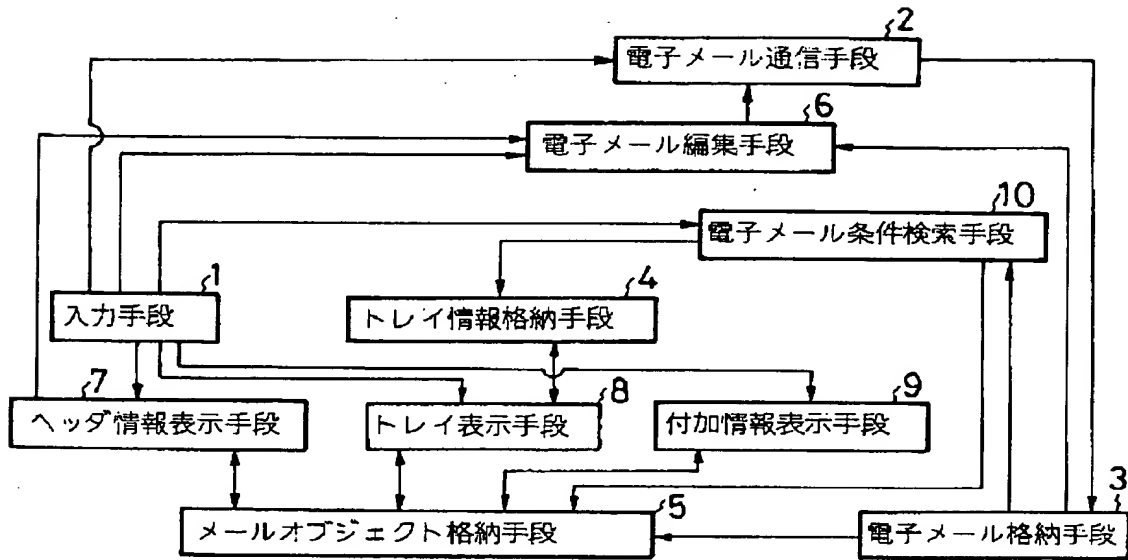 2
電子メール通信手段
6
電子メール編集手段
10
電子メール条件検索手段
1
入力手段
4
トレイ情報格納手段
7
ヘッダ情報表示手段
8
トレイ表示手段
9
付加情報表示手段
5
メールオブジェクト格納手段
3
電子メール格納手段